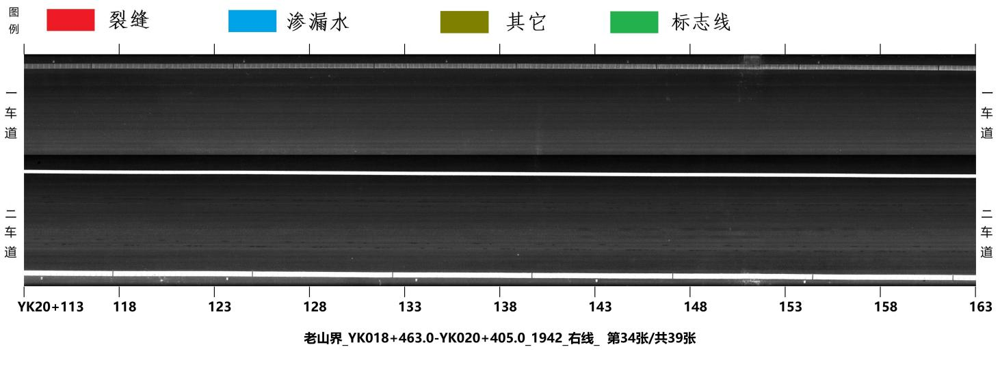 图例 裂缝 渗漏水 其它 标志线
一车道 一车道
二车道 二车道
YK20+113 118 123 128 133 138 143 148 153 158 163
老山界_YK018+463.0-YK020+405.0_1942_右线_ 第34张/共39张